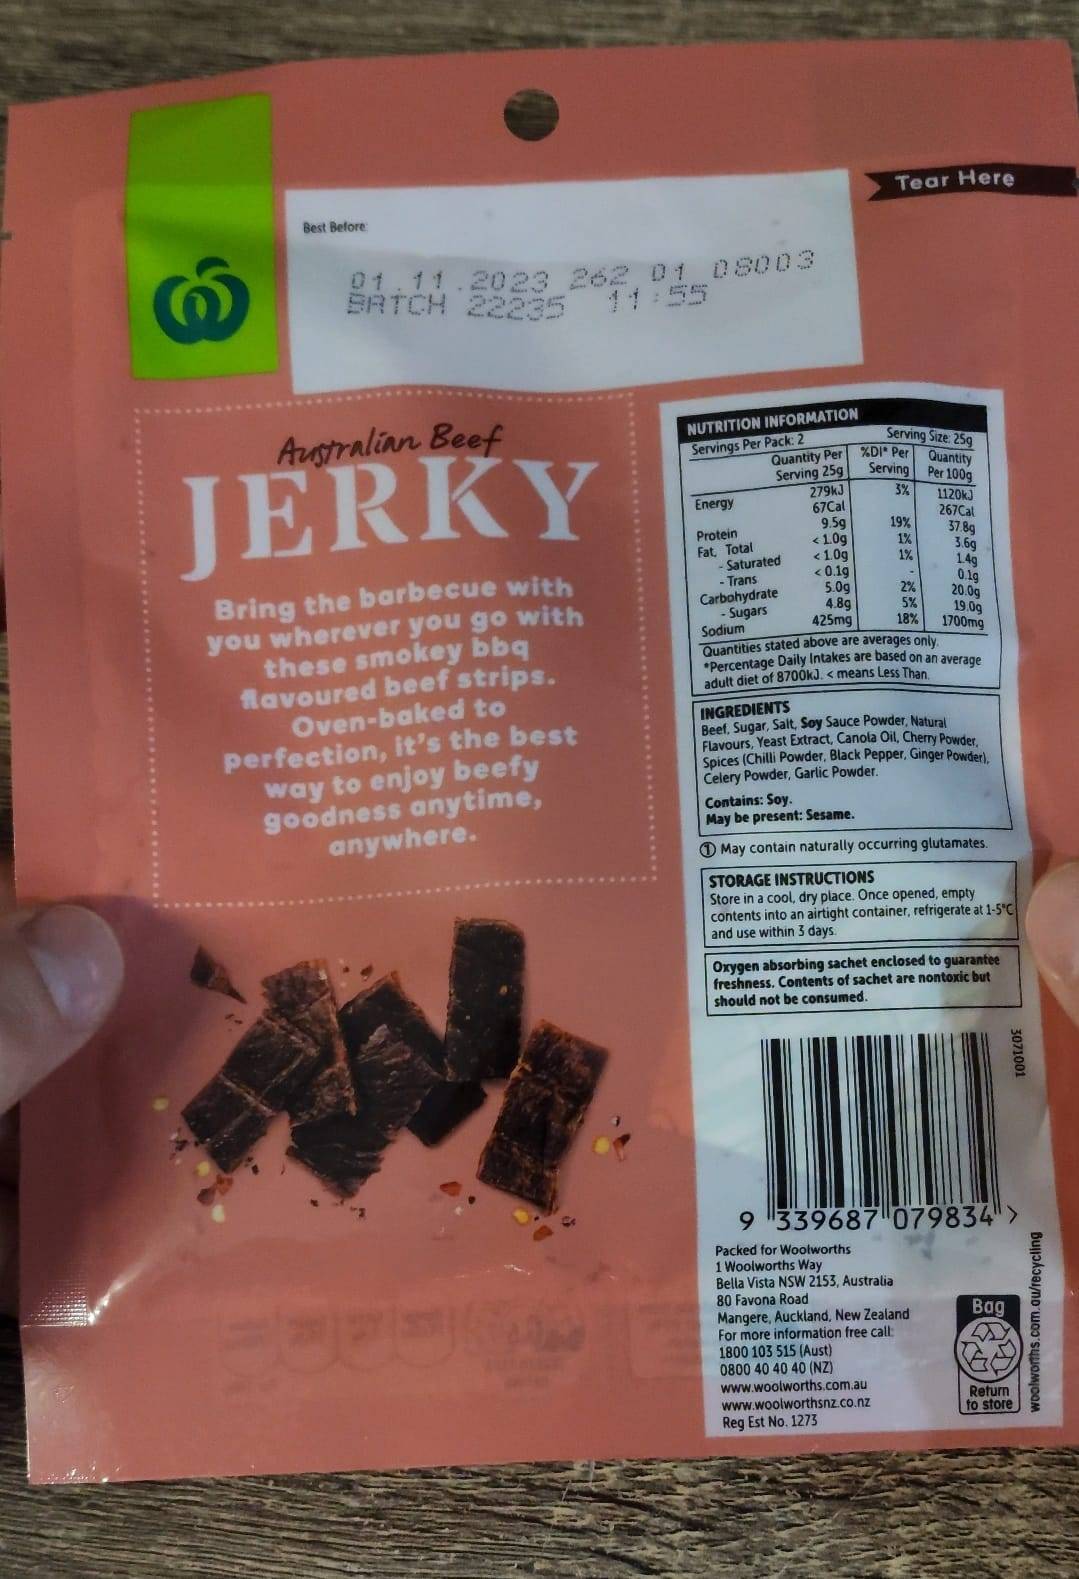 Tear Here
Best Before:
01.11.2023 262 01 08003
BATCH 22235 11:55
Australian Beef
JERKY
Bring the barbecue with
you wherever you go with
these smokey bbq
flavoured beef strips.
Oven-baked to
perfection, it's the best
way to enjoy beefy
goodness anytime,
anywhere.
NUTRITION INFORMATION
Servings Per Pack: 2 Serving Size: 25g
Quantity Per %DI* Per Quantity
Serving 25g Serving Per 100g
Energy 279kJ 3% 1120kJ
67Cal 267Cal
Protein 9.5g 19% 37.8g
Fat, Total < 1.0g 1% 3.6g
- Saturated < 1.0g 1% 1.4g
- Trans < 0.1g - 0.1g
Carbohydrate 5.0g 2% 20.0g
- Sugars 4.8g 5% 19.0g
Sodium 425mg 18% 1700mg
Quantities stated above are averages only.
*Percentage Daily Intakes are based on an average
adult diet of 8700kJ. < means Less Than.
INGREDIENTS
Beef, Sugar, Salt, Soy Sauce Powder, Natural
Flavours, Yeast Extract, Canola Oil, Cherry Powder,
Spices (Chilli Powder, Black Pepper, Ginger Powder),
Celery Powder, Garlic Powder.
Contains: Soy.
May be present: Sesame.
① May contain naturally occurring glutamates.
STORAGE INSTRUCTIONS
Store in a cool, dry place. Once opened, empty
contents into an airtight container, refrigerate at 1-5°C
and use within 3 days.
Oxygen absorbing sachet enclosed to guarantee
freshness. Contents of sachet are nontoxic but
should not be consumed.
3071001
9 339687 079834 >
Packed for Woolworths
1 Woolworths Way
Bella Vista NSW 2153, Australia
80 Favona Road
Mangere, Auckland, New Zealand
For more information free call:
1800 103 515 (Aust)
0800 40 40 40 (NZ)
www.woolworths.com.au
www.woolworthsnz.co.nz
Reg Est No. 1273
Bag
Return
to store
woolworths.com.au/recycling